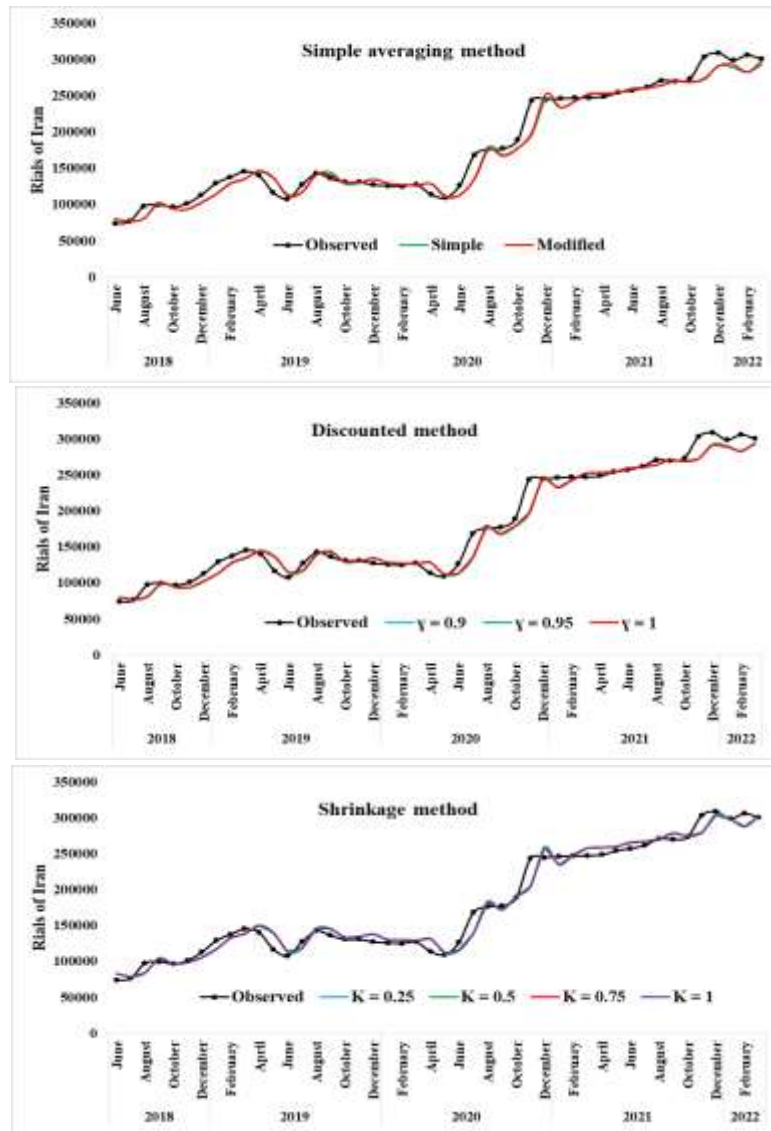 Simple averaging method
Rials of Iran
350000
300000
250000
200000
150000
100000
50000
0
Observed Simple Modified
June August October December February April June August October December February April June August October December February April June August October December February
2018 2019 2020 2021 2022
Discounted method
Rials of Iran
350000
300000
250000
200000
150000
100000
50000
0
Observed ɣ = 0.9 ɣ = 0.95 ɣ = 1
June August October December February April June August October December February April June August October December February April June August October December February
2018 2019 2020 2021 2022
Shrinkage method
Rials of Iran
350000
300000
250000
200000
150000
100000
50000
0
Observed K = 0.25 K = 0.5 K = 0.75 K = 1
June August October December February April June August October December February April June August October December February April June August October December February
2018 2019 2020 2021 2022